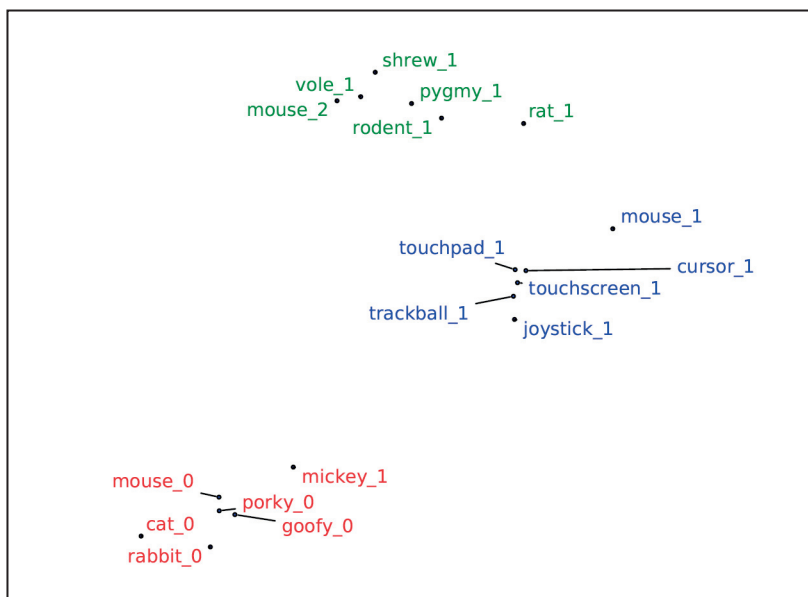 shrew_1
vole_1
pygmy_1
mouse_2
rat_1
rodent_1
mouse_1
touchpad_1
cursor_1
touchscreen_1
trackball_1
joystick_1
mickey_1
mouse_0
porky_0
cat_0
goofy_0
rabbit_0